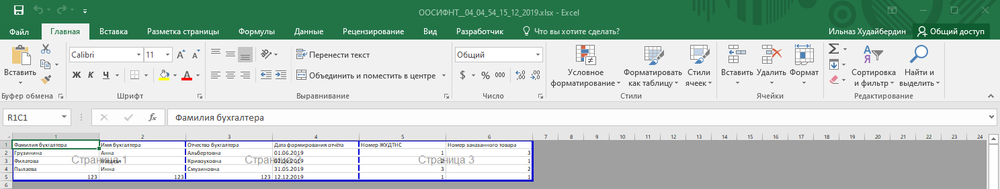 ООСИФНТ__04_04_54_15_12_2019.xlsx - Excel
Файл Главная Вставка Разметка страницы Формулы Данные Рецензирование Вид Разработчик Что вы хотите сделать? Ильназ Худайбердин Общий доступ
Вставить
Буфер обмена
Calibri 11
Ж К Ч
Шрифт
Перенести текст
Объединить и поместить в центре
Выравнивание
Общий
$ % 000 ,00 ,0
Число
Условное форматирование
Форматировать как таблицу
Стили ячеек
Стили
Вставить Удалить Формат
Ячейки
Сортировка и фильтр
Найти и выделить
Редактирование
R1C1 fx Фамилия бухгалтера
1 2 3 4 5 6 7 8 9 10 11 12 13 14 15 16 17 18 19 20 21 22 23 24
1 Фамилия бухгалтера Имя бухгалтера Отчество бухгалтера Дата формирования отчёта Номер ЖУДТНС Номер заказанного товара
2 Грузинина Анна Альбертовна 01.06.2019 1 3
3 Филатова Наталья Кривоуховна 1
Страница 1 Страница 2 Страница 3
4 Пылаева Инна Смузиновна 31.05.2019 3 2
5 123 123 123 12.12.2019 1 1
6